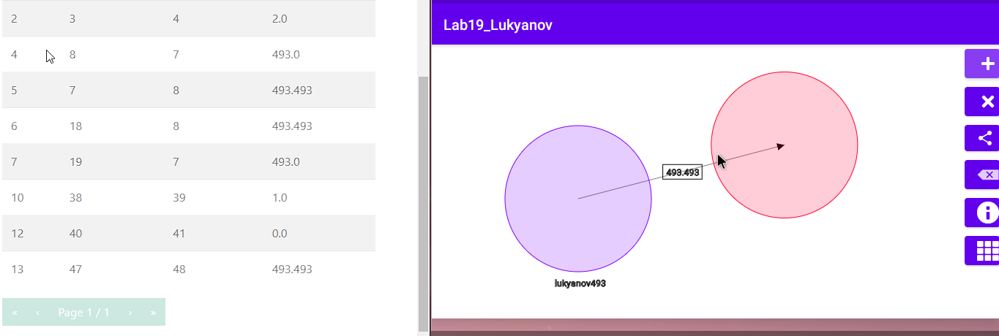 2 3 4 2.0
4 8 7 493.0
5 7 8 493.493
6 18 8 493.493
7 19 7 493.0
10 38 39 1.0
12 40 41 0.0
13 47 48 493.493
« ‹ Page 1 / 1 › »
Lab19_Lukyanov
493.493
lukyanov493